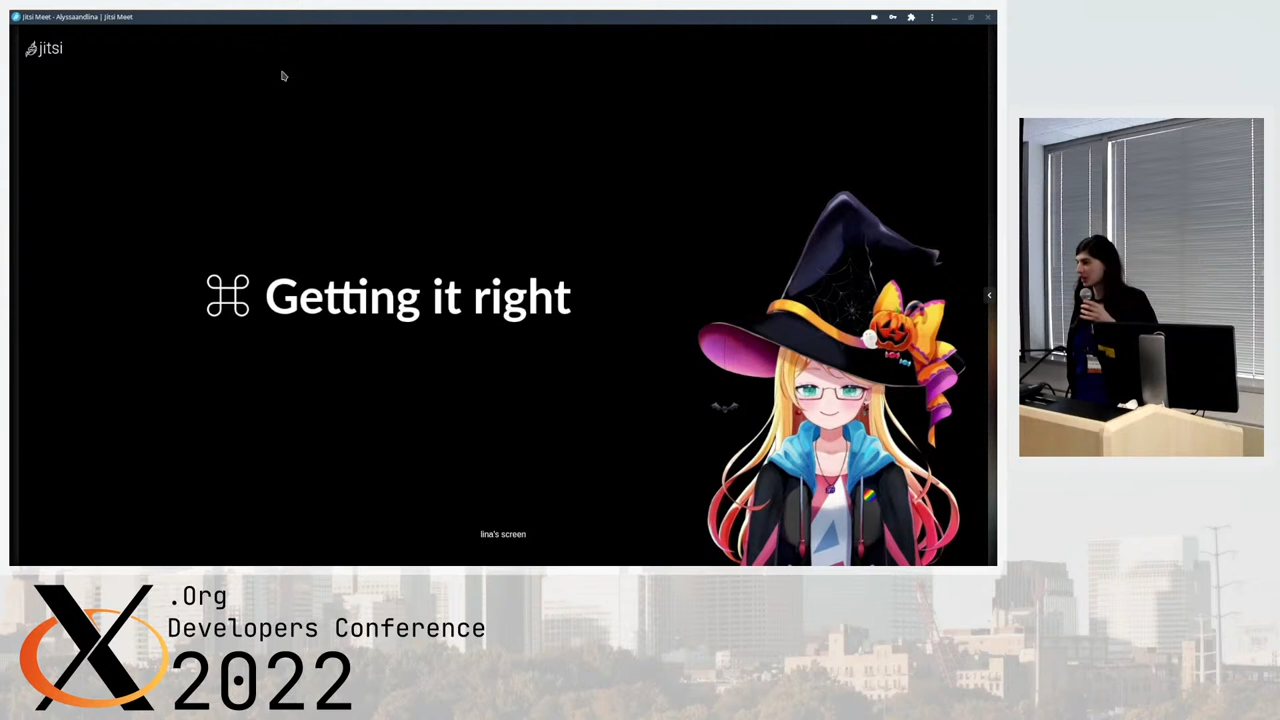 Jitsi Meet - Alyssaandlina | Jitsi Meet
jitsi
⌘ Getting it right
lina's screen
X
.Org
Developers Conference
2022